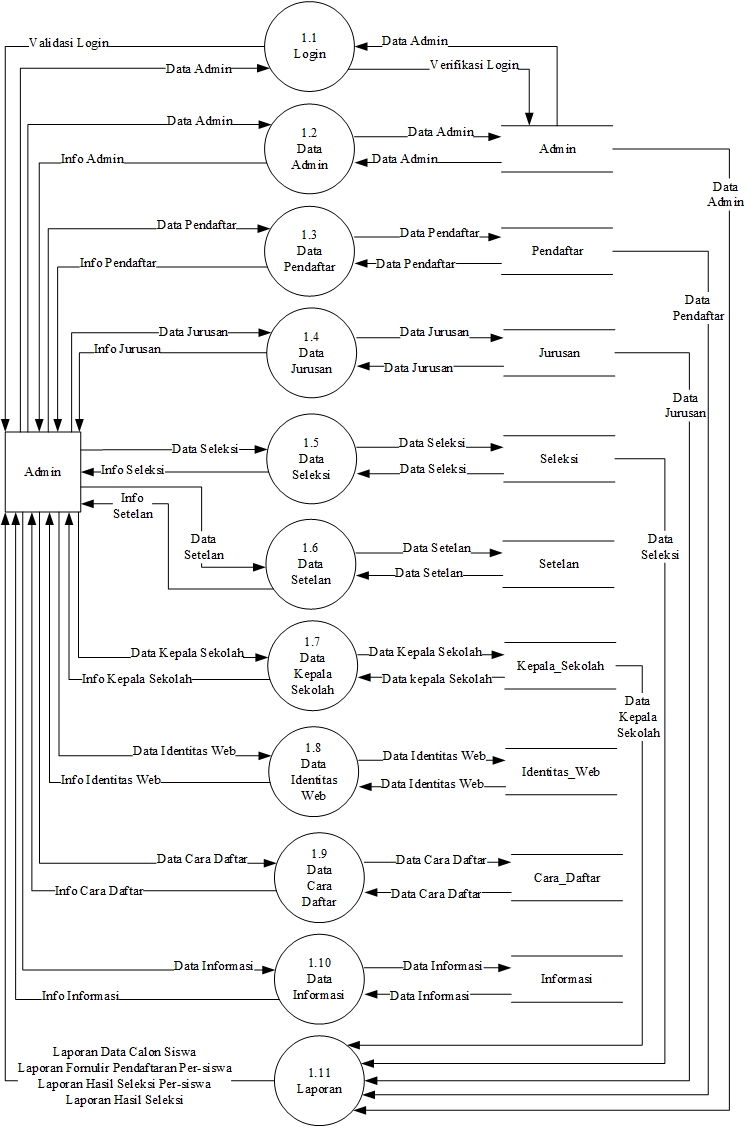 1.1
Login
Validasi Login
Data Admin
Data Admin
Verifikasi Login
1.2
Data
Admin
Data Admin
Info Admin
Data Admin
Data Admin
Admin
Data
Admin
1.3
Data
Pendaftar
Data Pendaftar
Info Pendaftar
Data Pendaftar
Data Pendaftar
Pendaftar
Data
Pendaftar
1.4
Data
Jurusan
Data Jurusan
Info Jurusan
Data Jurusan
Data Jurusan
Jurusan
Data
Jurusan
Admin
1.5
Data
Seleksi
Data Seleksi
Info Seleksi
Data Seleksi
Data Seleksi
Seleksi
Data
Seleksi
Info
Setelan
Data
Setelan
1.6
Data
Setelan
Data Setelan
Data Setelan
Setelan
1.7
Data
Kepala
Sekolah
Data Kepala Sekolah
Info Kepala Sekolah
Data Kepala Sekolah
Data kepala Sekolah
Kepala_Sekolah
Data
Kepala
Sekolah
1.8
Data
Identitas
Web
Data Identitas Web
Info Identitas Web
Data Identitas Web
Data Identitas Web
Identitas_Web
1.9
Data
Cara
Daftar
Data Cara Daftar
Info Cara Daftar
Data Cara Daftar
Data Cara Daftar
Cara_Daftar
1.10
Data
Informasi
Data Informasi
Info Informasi
Data Informasi
Data Informasi
Informasi
1.11
Laporan
Laporan Data Calon Siswa
Laporan Fomulir Pendaftaran Per-siswa
Laporan Hasil Seleksi Per-siswa
Laporan Hasil Seleksi